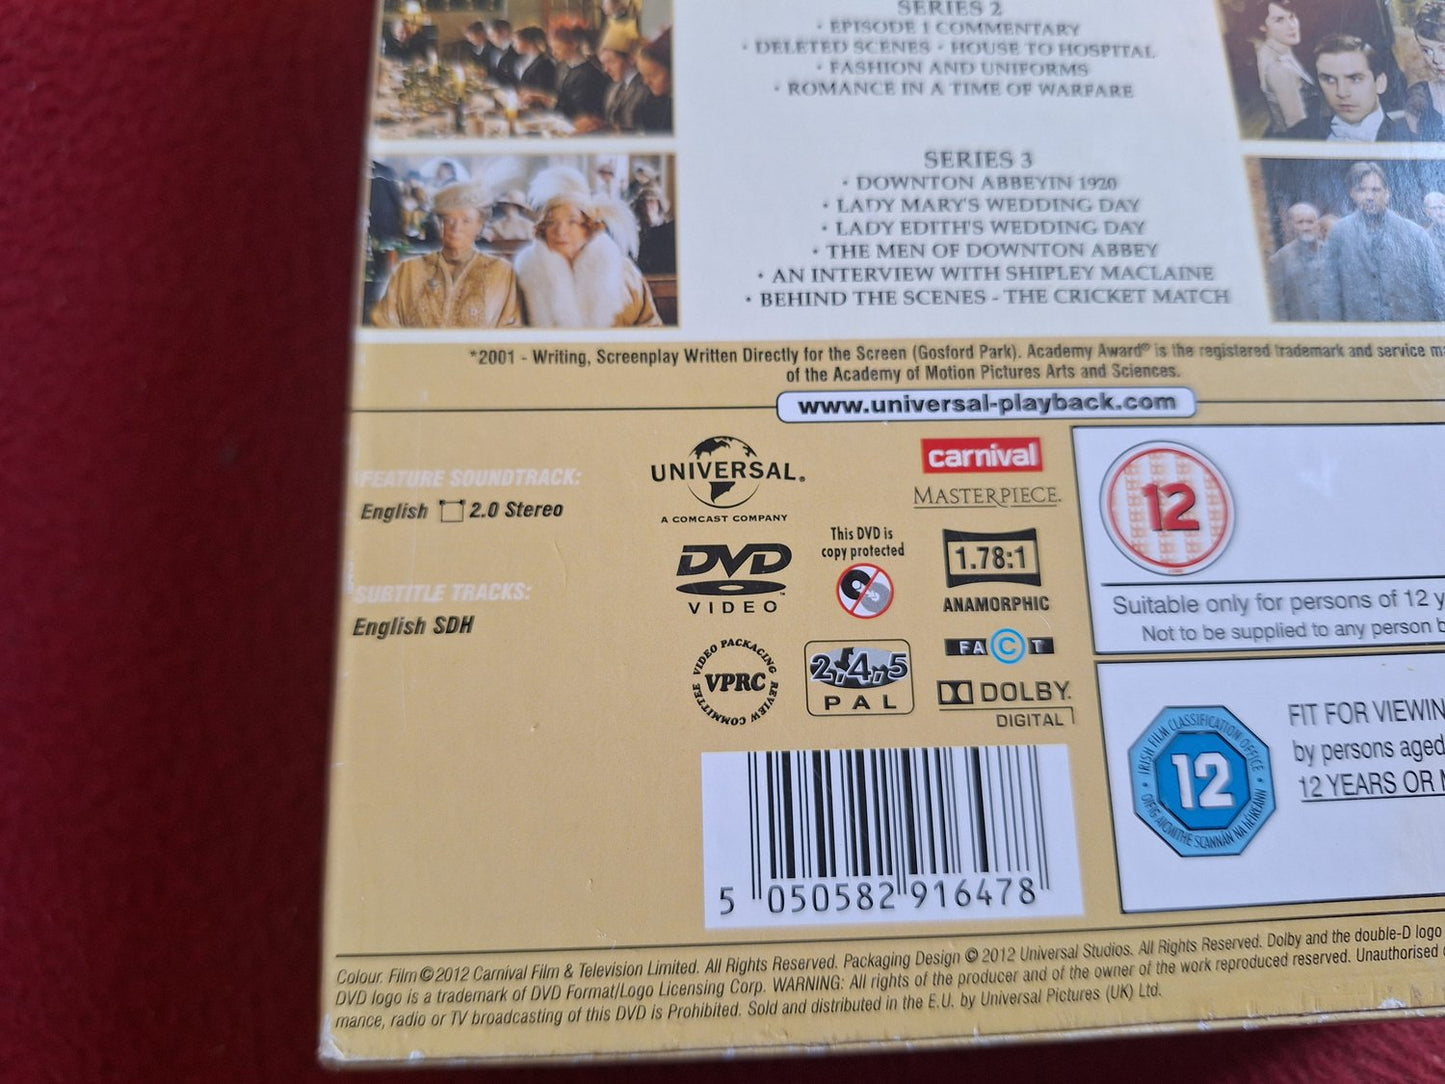 SERIES 2
· EPISODE 1 COMMENTARY
· DELETED SCENES · HOUSE TO HOSPITAL
· FASHION AND UNIFORMS
· ROMANCE IN A TIME OF WARFARE
SERIES 3
· DOWNTON ABBEYIN 1920
· LADY MARY'S WEDDING DAY
· LADY EDITH'S WEDDING DAY
· THE MEN OF DOWNTON ABBEY
· AN INTERVIEW WITH SHIPLEY MACLAINE
· BEHIND THE SCENES - THE CRICKET MATCH
*2001 - Writing, Screenplay Written Directly for the Screen (Gosford Park). Academy Award® is the registered trademark and service
of the Academy of Motion Pictures Arts and Sciences.
www.universal-playback.com
FEATURE SOUNDTRACK:
English 2.0 Stereo
SUBTITLE TRACKS:
English SDH
UNIVERSAL®
A COMCAST COMPANY
carnival
MASTERPIECE.
DVD
VIDEO
This DVD is
copy protected
1.78:1
ANAMORPHIC
VIDEO PACKAGING REVIEW COMMITTEE
VPRC
2,4,5
PAL
FACT
DOLBY
DIGITAL
12
Suitable only for persons of 12 y
Not to be supplied to any person b
IRISH FILM CLASSIFICATION OFFICE
12
OIFIG AICMITHE SCANNÁN NA hÉIREANN
FIT FOR VIEWIN
by persons aged
12 YEARS OR
5 050582 916478
Colour. Film © 2012 Carnival Film & Television Limited. All Rights Reserved. Packaging Design © 2012 Universal Studios. All Rights Reserved. Dolby and the double-D logo
DVD logo is a trademark of DVD Format/Logo Licensing Corp. WARNING: All rights of the producer and of the owner of the work reproduced reserved. Unauthorised
mance, radio or TV broadcasting of this DVD is Prohibited. Sold and distributed in the E.U. by Universal Pictures (UK) Ltd.